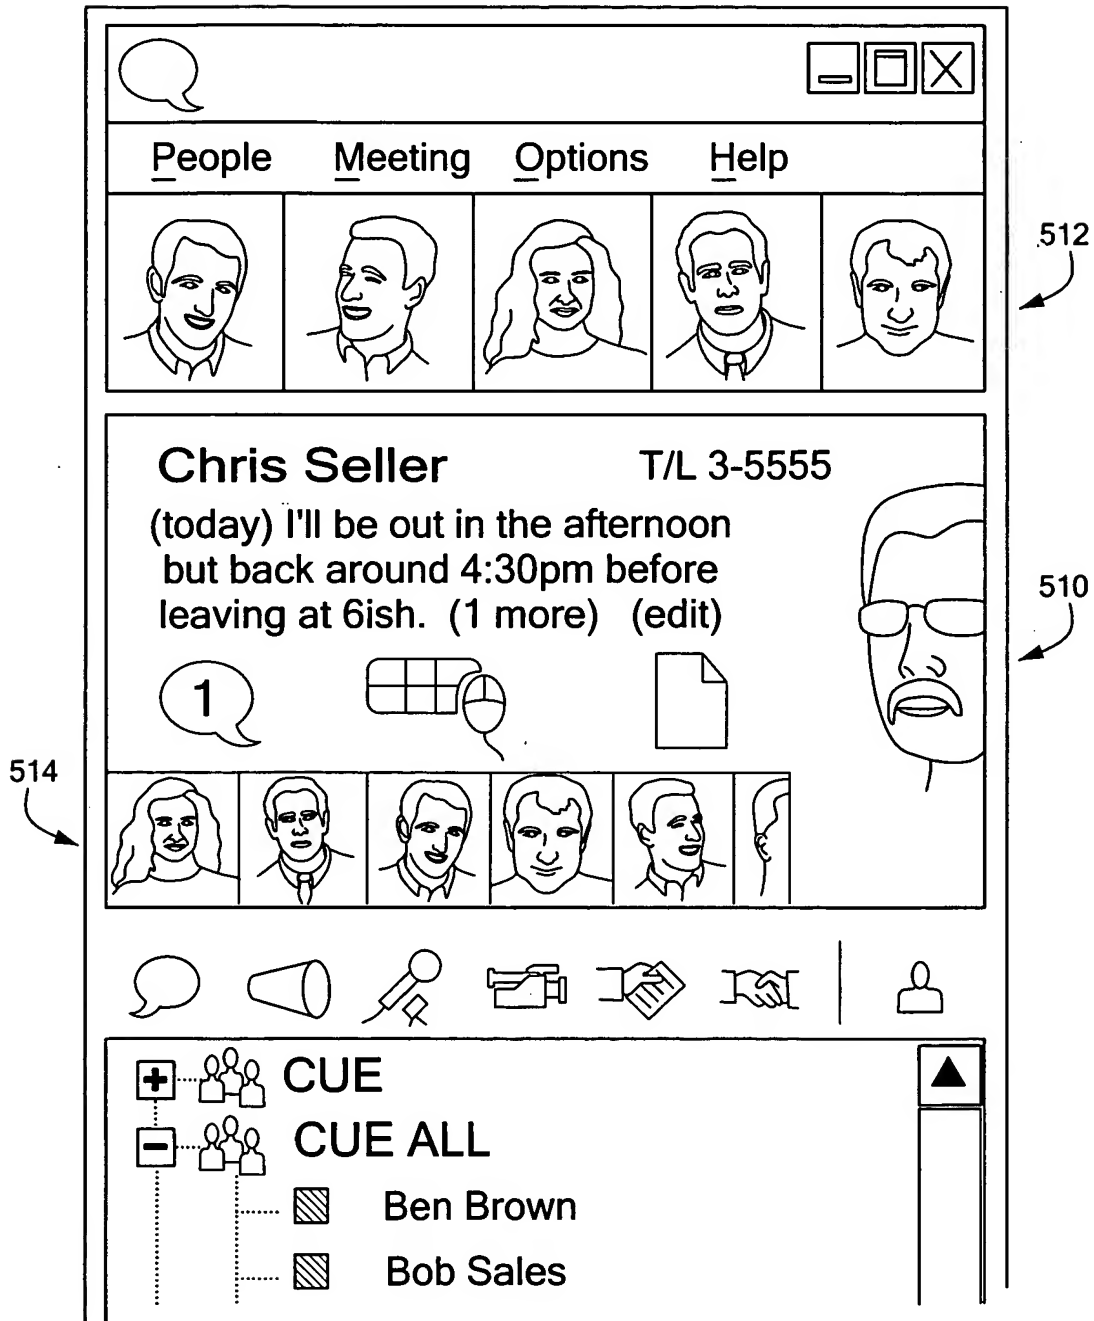 People Meeting Options Help
512
Chris Seller T/L 3-5555
(today) I'll be out in the afternoon
but back around 4:30pm before
leaving at 6ish. (1 more) (edit)
510
1
514
CUE
CUE ALL
Ben Brown
Bob Sales